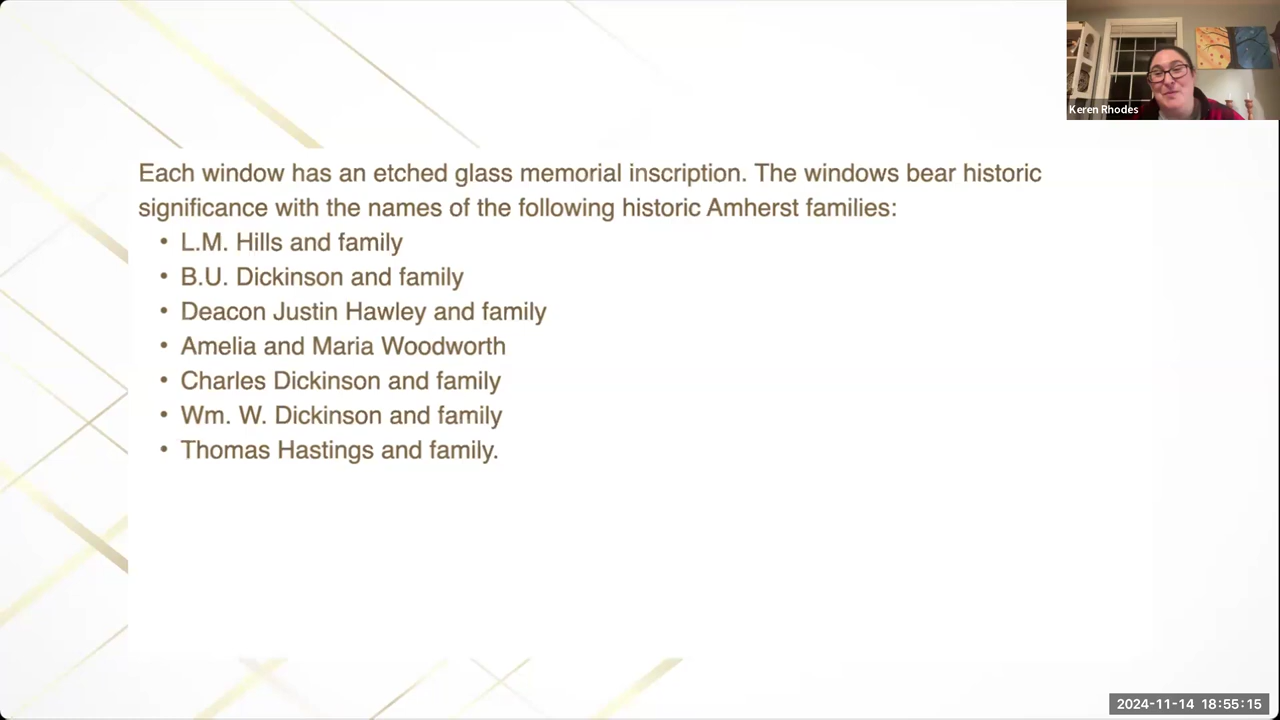 Keren Rhodes
Each window has an etched glass memorial inscription. The windows bear historic
significance with the names of the following historic Amherst families:
• L.M. Hills and family
• B.U. Dickinson and family
• Deacon Justin Hawley and family
• Amelia and Maria Woodworth
• Charles Dickinson and family
• Wm. W. Dickinson and family
• Thomas Hastings and family.
2024-11-14 18:55:15